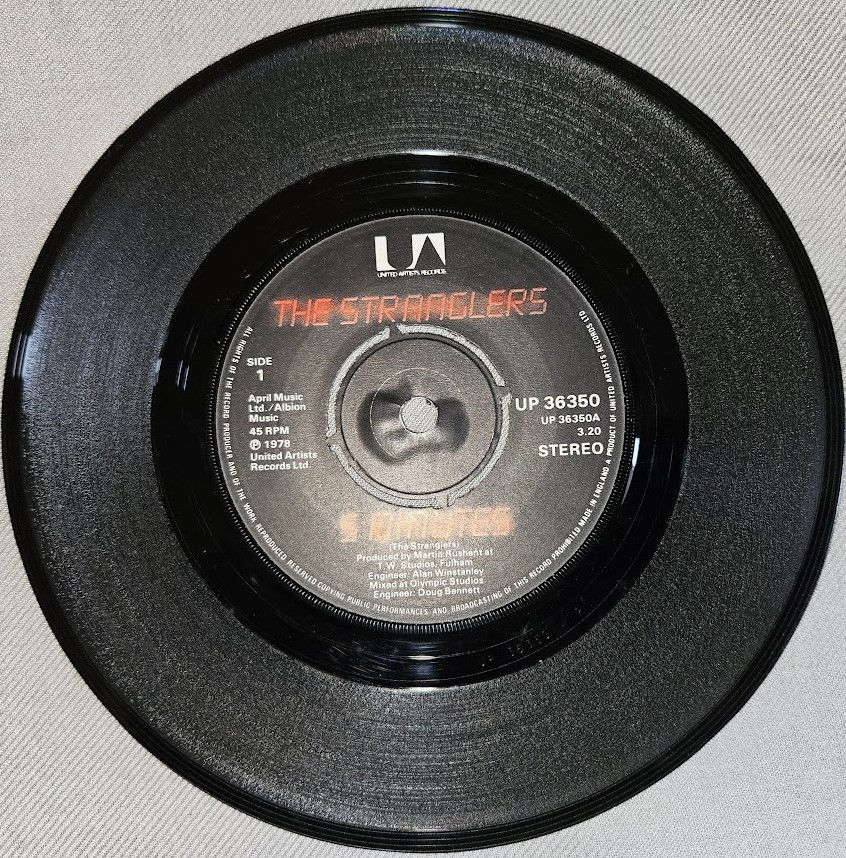 UA
UNITED ARTISTS RECORDS
THE STRANGLERS
SIDE
1
April Music
Ltd./Albion
Music
45 RPM
℗ 1978
United Artists
Records Ltd.
UP 36350
UP 36350A
3.20
STEREO
5 MINUTES
(The Stranglers)
Produced by Martin Rushent at
T.W. Studios, Fulham
Engineer: Alan Winstanley
Mixed at Olympic Studios
Engineer: Doug Bennett
ALL RIGHTS OF THE RECORD PRODUCER AND OF THE WORK REPRODUCED RESERVED COPYING PUBLIC PERFORMANCES AND BROADCASTING OF THIS RECORD PROHIBITED MADE IN ENGLAND A PRODUCT OF UNITED ARTISTS RECORDS LTD